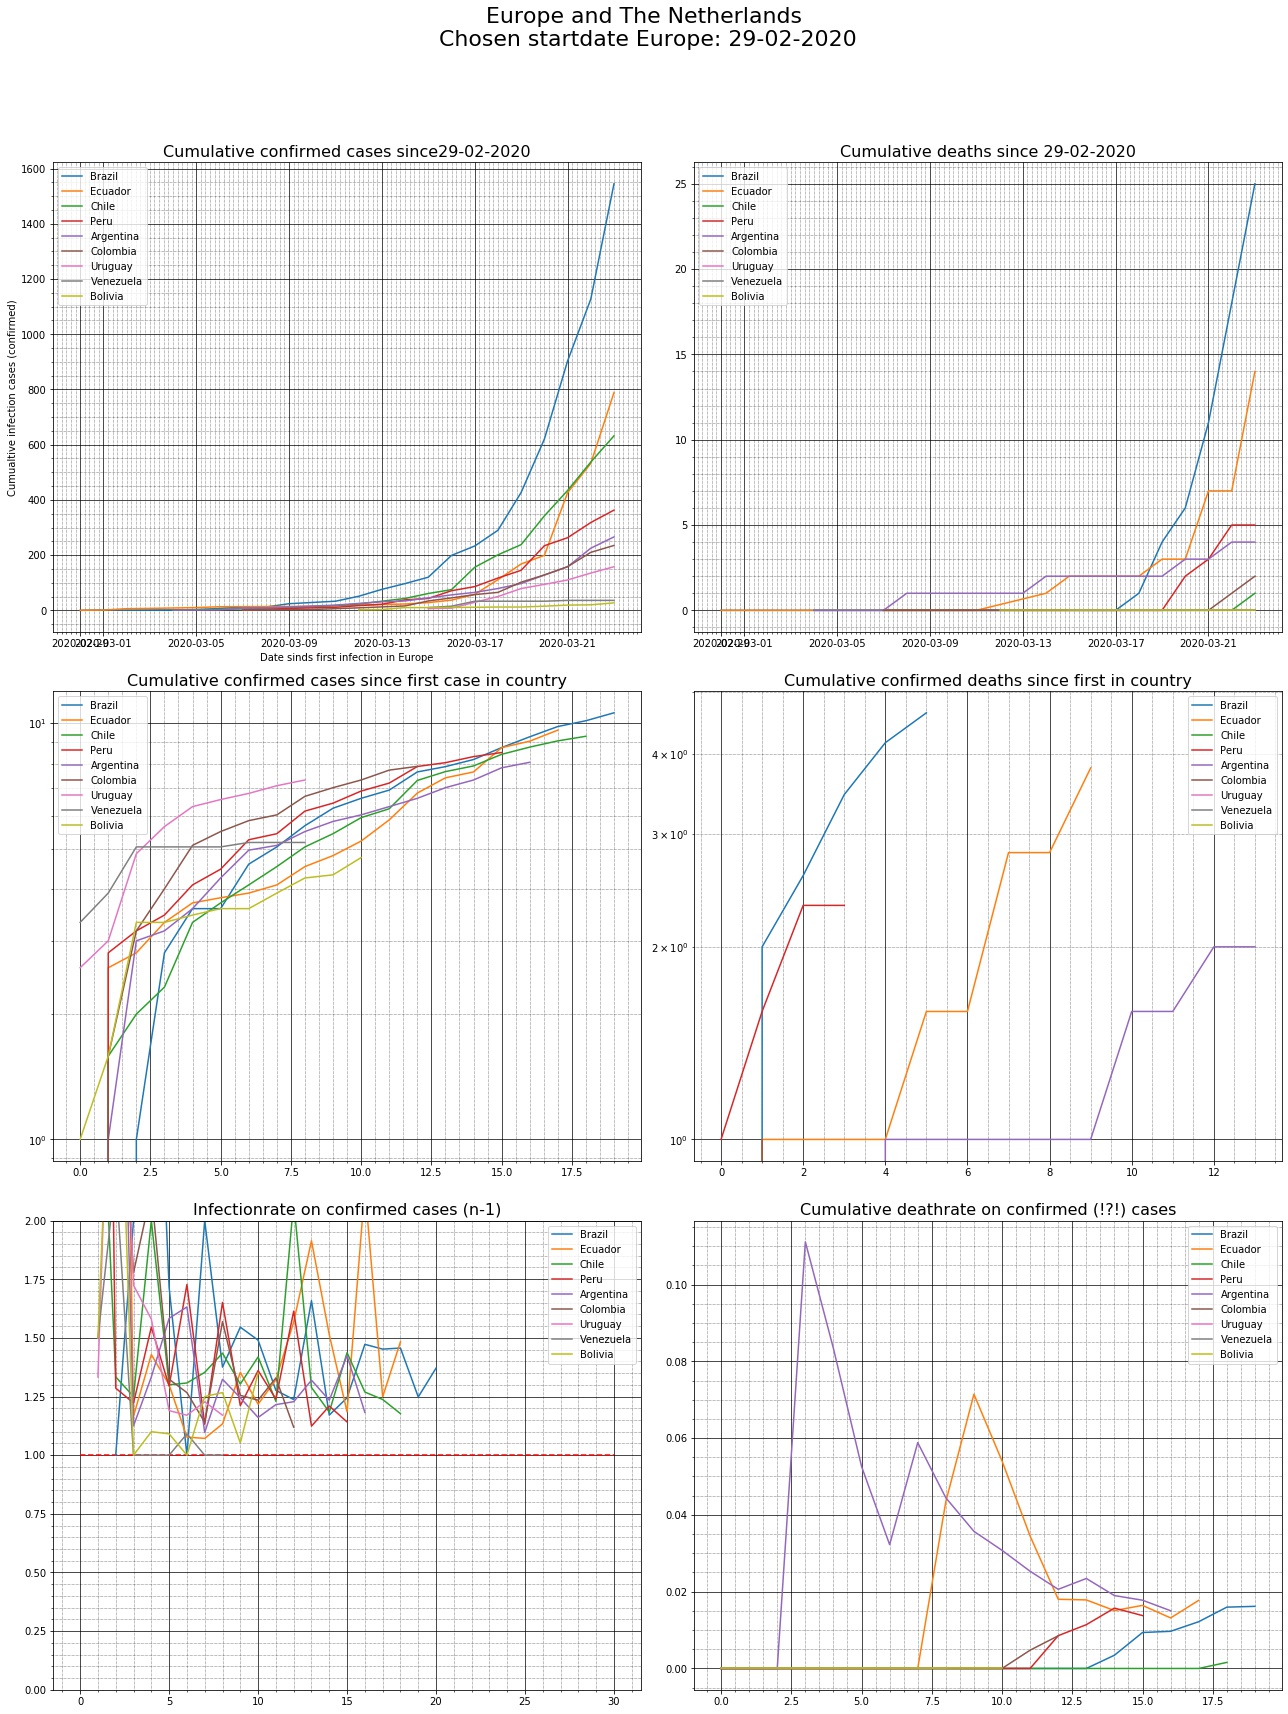 Europe and The Netherlands
Chosen startdate Europe: 29-02-2020
Cumulative confirmed cases since29-02-2020
Cumualtive infection cases (confirmed)
1600
1400
1200
1000
800
600
400
200
0
Brazil
Ecuador
Chile
Peru
Argentina
Colombia
Uruguay
Venezuela
Bolivia
2020-02-29 2020-03-01 2020-03-05 2020-03-09 2020-03-13 2020-03-17 2020-03-21
Date sinds first infection in Europe
Cumulative deaths since 29-02-2020
25
20
15
10
5
0
Brazil
Ecuador
Chile
Peru
Argentina
Colombia
Uruguay
Venezuela
Bolivia
2020-02-29 2020-03-01 2020-03-05 2020-03-09 2020-03-13 2020-03-17 2020-03-21
Cumulative confirmed cases since first case in country
10¹
10⁰
Brazil
Ecuador
Chile
Peru
Argentina
Colombia
Uruguay
Venezuela
Bolivia
0.0 2.5 5.0 7.5 10.0 12.5 15.0 17.5
Cumulative confirmed deaths since first in country
4 × 10⁰
3 × 10⁰
2 × 10⁰
10⁰
Brazil
Ecuador
Chile
Peru
Argentina
Colombia
Uruguay
Venezuela
Bolivia
0 2 4 6 8 10 12
Infectionrate on confirmed cases (n-1)
2.00
1.75
1.50
1.25
1.00
0.75
0.50
0.25
0.00
Brazil
Ecuador
Chile
Peru
Argentina
Colombia
Uruguay
Venezuela
Bolivia
0 5 10 15 20 25 30
Cumulative deathrate on confirmed (!?!) cases
0.10
0.08
0.06
0.04
0.02
0.00
Brazil
Ecuador
Chile
Peru
Argentina
Colombia
Uruguay
Venezuela
Bolivia
0.0 2.5 5.0 7.5 10.0 12.5 15.0 17.5